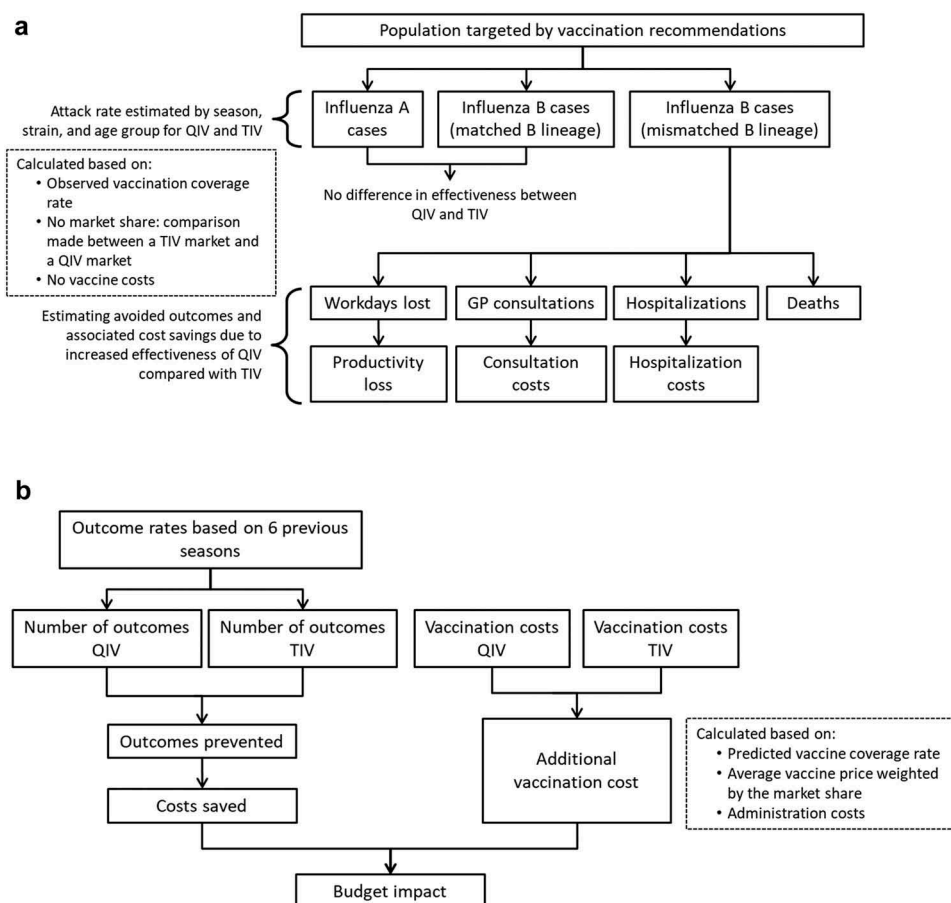 a
Population targeted by vaccination recommendations
Attack rate estimated by season,
strain, and age group for QIV and TIV
Influenza A
cases
Influenza B cases
(matched B lineage)
Influenza B cases
(mismatched B lineage)
Calculated based on:
• Observed vaccination coverage
rate
• No market share: comparison
made between a TIV market and
a QIV market
• No vaccine costs
No difference in effectiveness between
QIV and TIV
Estimating avoided outcomes and
associated cost savings due to
increased effectiveness of QIV
compared with TIV
Workdays lost
GP consultations
Hospitalizations
Deaths
Productivity
loss
Consultation
costs
Hospitalization
costs
b
Outcome rates based on 6 previous
seasons
Number of outcomes
QIV
Number of outcomes
TIV
Vaccination costs
QIV
Vaccination costs
TIV
Outcomes prevented
Costs saved
Additional
vaccination cost
Calculated based on:
• Predicted vaccine coverage rate
• Average vaccine price weighted
by the market share
• Administration costs
Budget impact